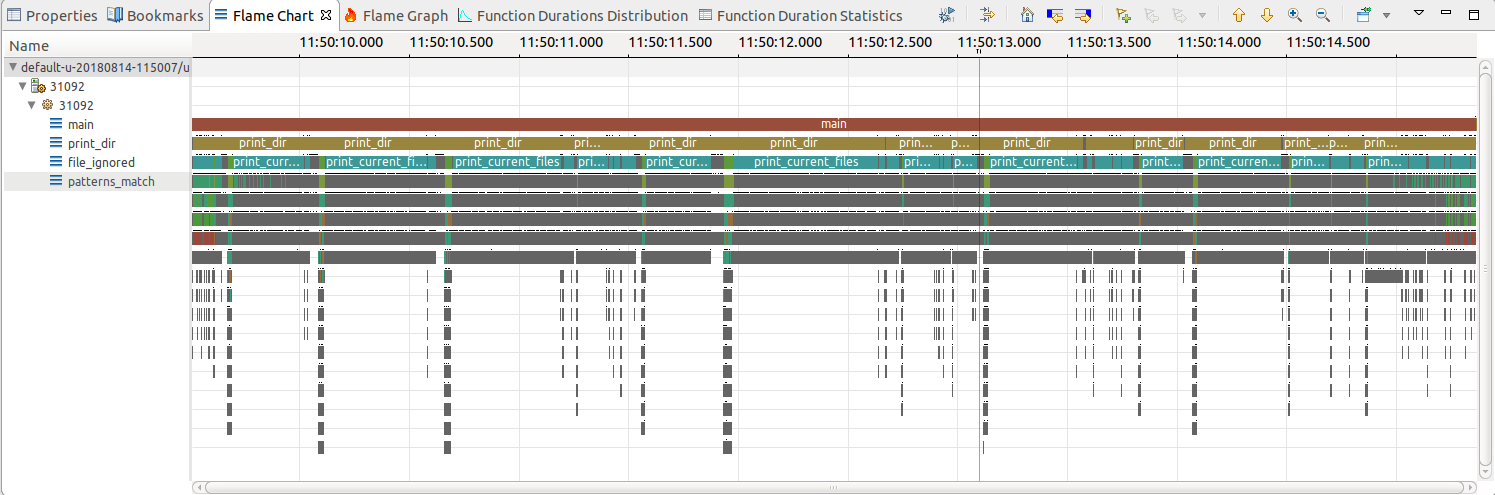 Properties Bookmarks Flame Chart Flame Graph Function Durations Distribution Function Duration Statistics
Name 11:50:10.000 11:50:10.500 11:50:11.000 11:50:11.500 11:50:12.000 11:50:12.500 11:50:13.000 11:50:13.500 11:50:14.000 11:50:14.500
default-u-20180814-115007/u
31092
31092
main main
print_dir print_dir print_dir print_dir pri... print_dir print_dir prin... p... print_dir print_dir print_dir print_...p... prin...
file_ignored print_curr... print_current_fi... print_current_files pri... print_cur... print_current_files pri... p... print_current... print... print_curren... prin... prin...
patterns_match